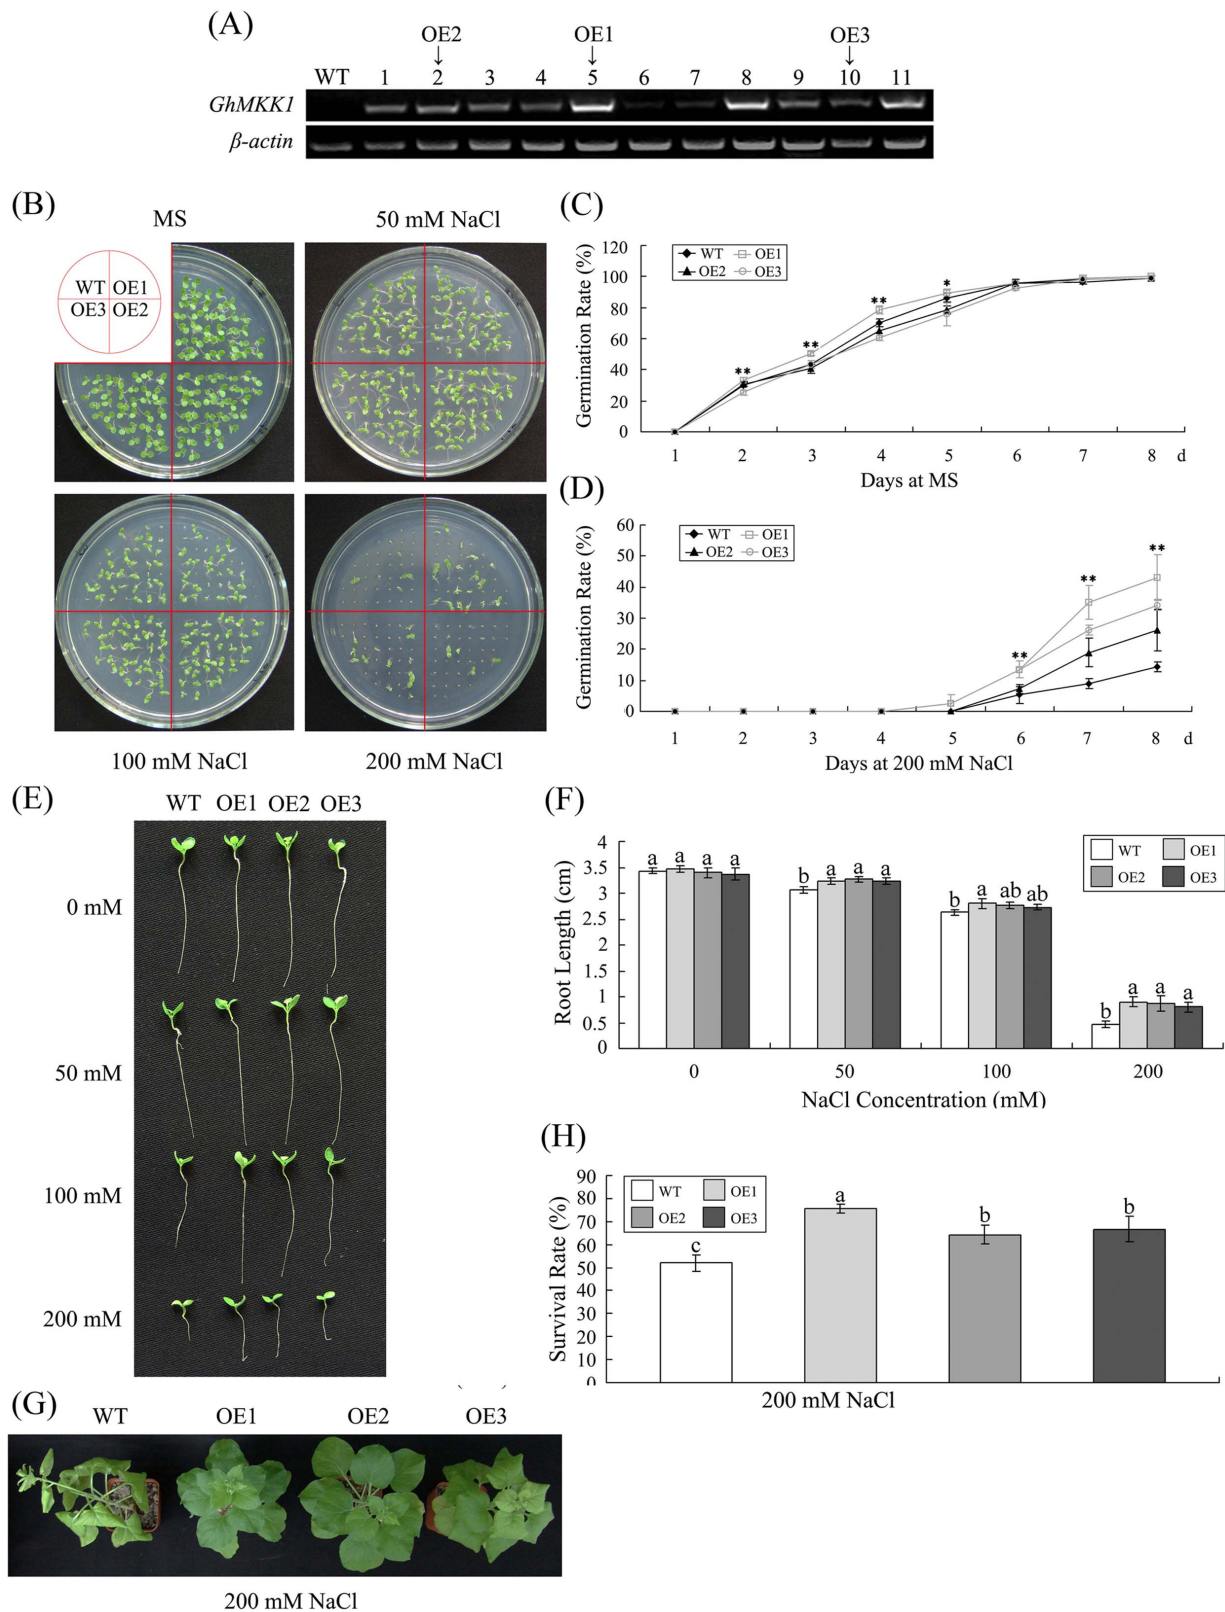 (A)
OE2 OE1 OE3
WT 1 2 3 4 5 6 7 8 9 10 11
GhMKK1
β-actin
(B)
MS
50 mM NaCl
WT OE1
OE3 OE2
100 mM NaCl
200 mM NaCl
(C)
Germination Rate (%)
120
100
80
60
40
20
0
WT OE1
OE2 OE3
** ** ** *
1 2 3 4 5 6 7 8 d
Days at MS
(D)
Germination Rate (%)
60
50
40
30
20
10
0
WT OE1
OE2 OE3
** ** **
1 2 3 4 5 6 7 8 d
Days at 200 mM NaCl
(E)
WT OE1 OE2 OE3
0 mM
50 mM
100 mM
200 mM
(F)
Root Length (cm)
4
3.5
3
2.5
2
1.5
1
0.5
0
WT OE1
OE2 OE3
a a a a
b a a a
b a ab ab
b a a a
0 50 100 200
NaCl Concentration (mM)
(G)
WT OE1 OE2 OE3
200 mM NaCl
(H)
Survival Rate (%)
90
80
70
60
50
40
30
20
10
0
WT OE1
OE2 OE3
c a b b
200 mM NaCl